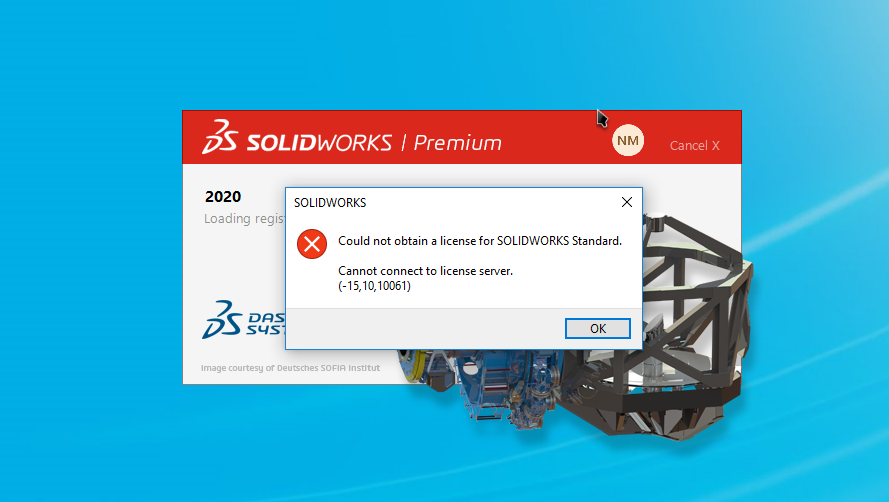 SOLIDWORKS | Premium
NM
Cancel X
2020
Loading regis
SOLIDWORKS
Could not obtain a license for SOLIDWORKS Standard.
Cannot connect to license server.
(-15,10,10061)
OK
DAS
SYST
Image courtesy of Deutsches SOFIA Institut